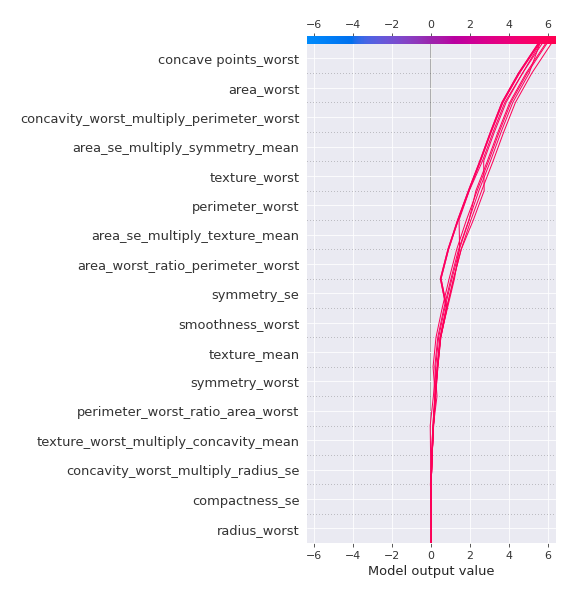 −6 −4 −2 0 2 4 6
concave points_worst
area_worst
concavity_worst_multiply_perimeter_worst
area_se_multiply_symmetry_mean
texture_worst
perimeter_worst
area_se_multiply_texture_mean
area_worst_ratio_perimeter_worst
symmetry_se
smoothness_worst
texture_mean
symmetry_worst
perimeter_worst_ratio_area_worst
texture_worst_multiply_concavity_mean
concavity_worst_multiply_radius_se
compactness_se
radius_worst
−6 −4 −2 0 2 4 6
Model output value